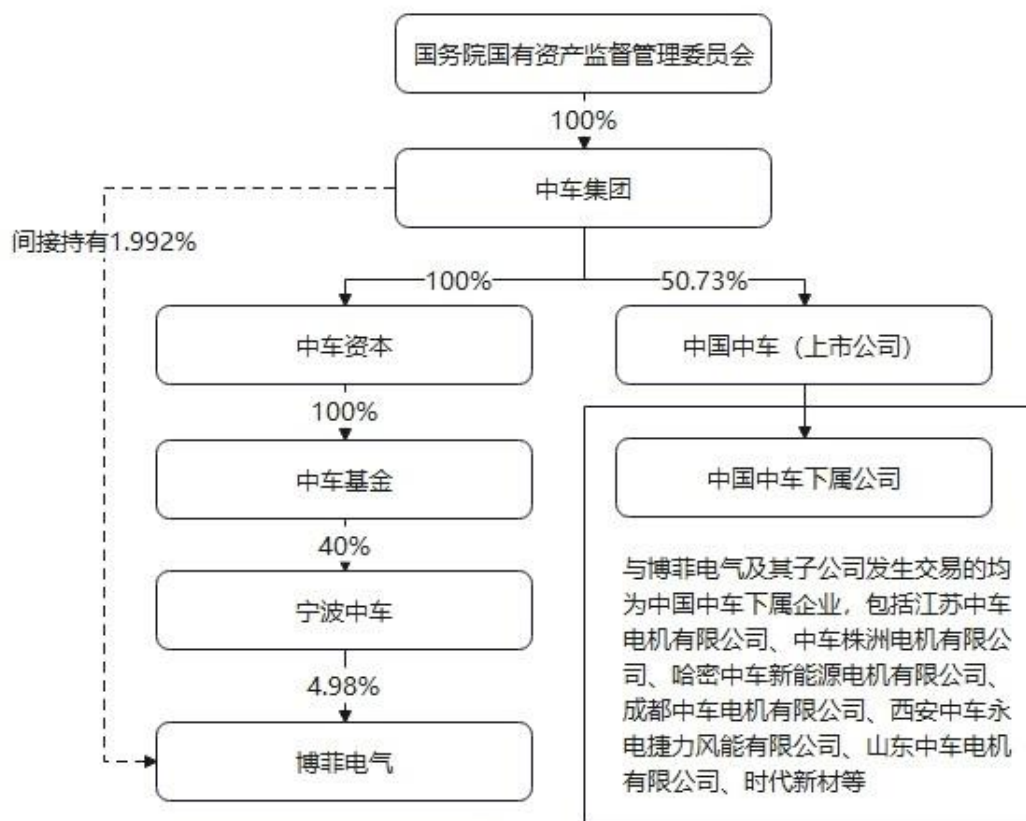 国务院国有资产监督管理委员会
100%
中车集团
间接持有1.992%
100%
50.73%
中车资本
中国中车（上市公司）
100%
中车基金
中国中车下属公司
40%
宁波中车
4.98%
博菲电气
与博菲电气及其子公司发生交易的均
为中国中车下属企业，包括江苏中车
电机有限公司、中车株洲电机有限公
司、哈密中车新能源电机有限公司、
成都中车电机有限公司、西安中车永
电捷力风能有限公司、山东中车电机
有限公司、时代新材等